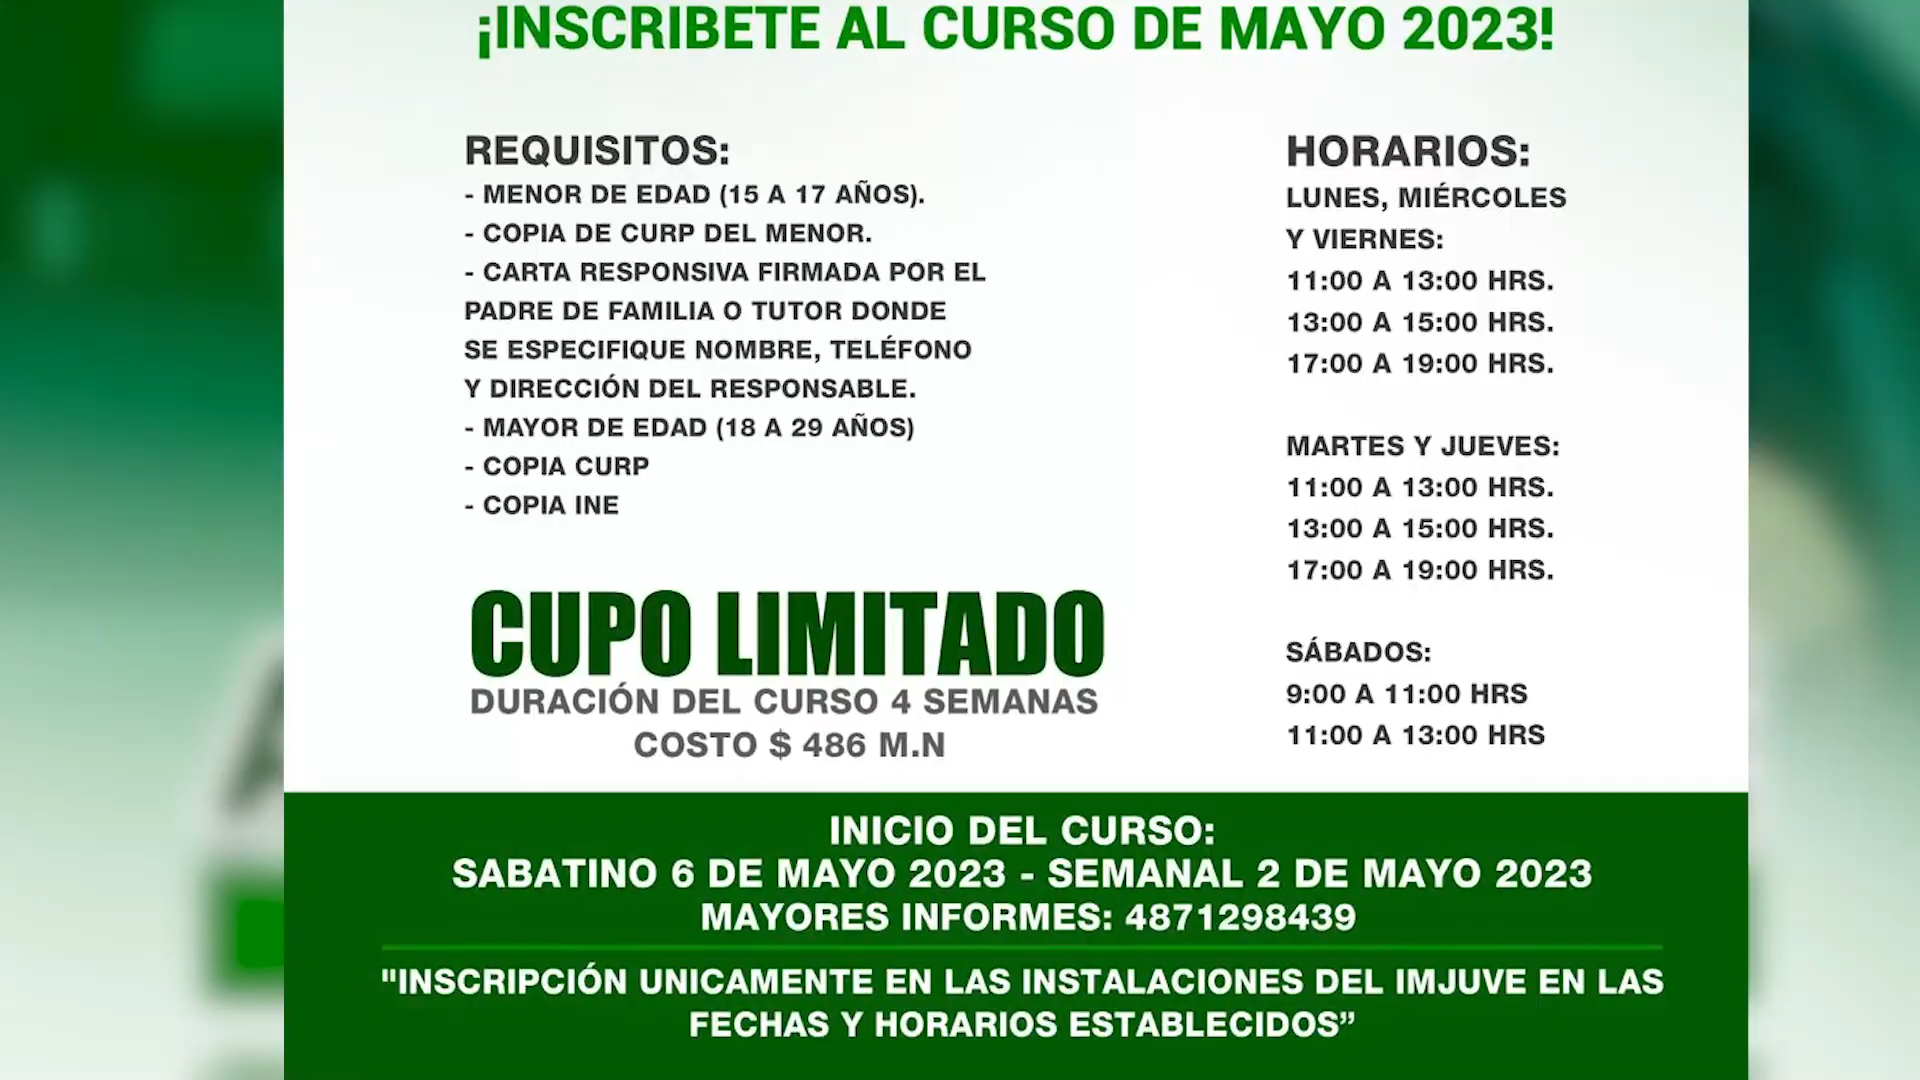 ¡INSCRIBETE AL CURSO DE MAYO 2023!
REQUISITOS:
- MENOR DE EDAD (15 A 17 AÑOS).
- COPIA DE CURP DEL MENOR.
- CARTA RESPONSIVA FIRMADA POR EL
PADRE DE FAMILIA O TUTOR DONDE
SE ESPECIFIQUE NOMBRE, TELÉFONO
Y DIRECCIÓN DEL RESPONSABLE.
- MAYOR DE EDAD (18 A 29 AÑOS)
- COPIA CURP
- COPIA INE
CUPO LIMITADO
DURACIÓN DEL CURSO 4 SEMANAS
COSTO $ 486 M.N
HORARIOS:
LUNES, MIÉRCOLES
Y VIERNES:
11:00 A 13:00 HRS.
13:00 A 15:00 HRS.
17:00 A 19:00 HRS.
MARTES Y JUEVES:
11:00 A 13:00 HRS.
13:00 A 15:00 HRS.
17:00 A 19:00 HRS.
SÁBADOS:
9:00 A 11:00 HRS
11:00 A 13:00 HRS
INICIO DEL CURSO:
SABATINO 6 DE MAYO 2023 - SEMANAL 2 DE MAYO 2023
MAYORES INFORMES: 4871298439
"INSCRIPCIÓN UNICAMENTE EN LAS INSTALACIONES DEL IMJUVE EN LAS
FECHAS Y HORARIOS ESTABLECIDOS”